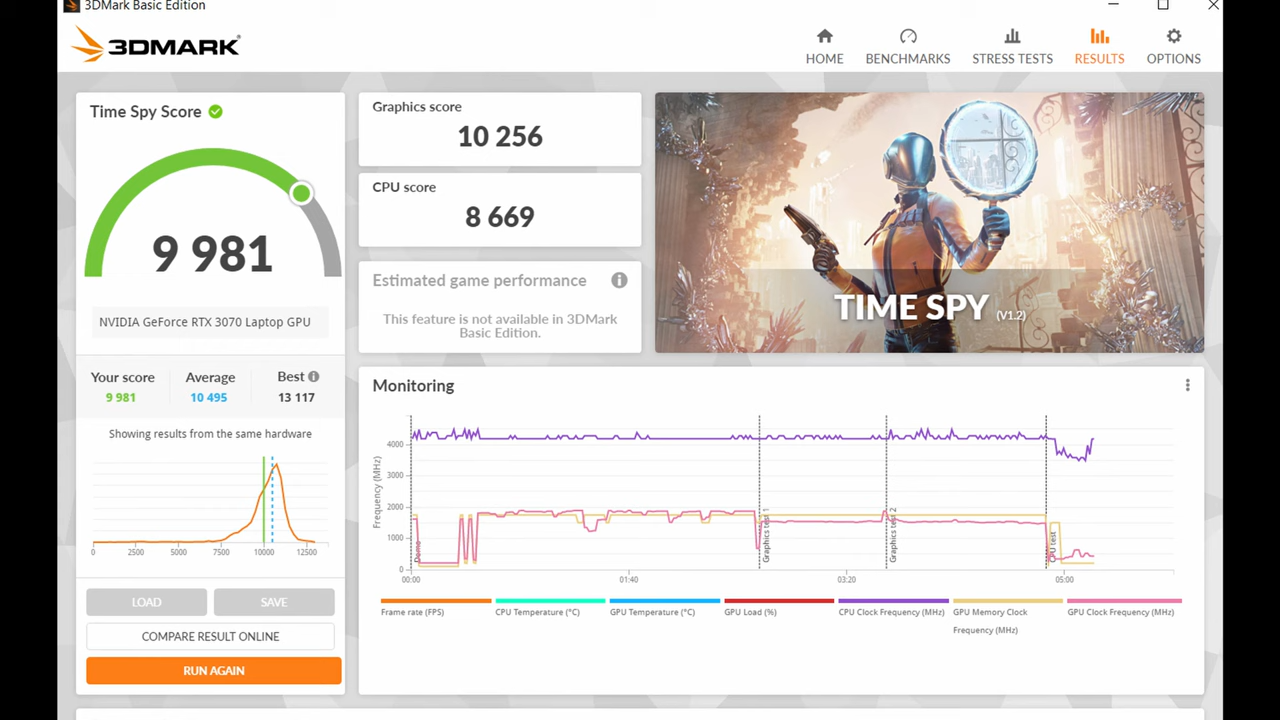 3DMark Basic Edition
3DMARK
HOME
BENCHMARKS
STRESS TESTS
RESULTS
OPTIONS
Time Spy Score
9 981
NVIDIA GeForce RTX 3070 Laptop GPU
Your score
Average
Best
9 981
10 495
13 117
Showing results from the same hardware
0
2500
5000
7500
10000
12500
LOAD
SAVE
COMPARE RESULT ONLINE
RUN AGAIN
Graphics score
10 256
CPU score
8 669
Estimated game performance
This feature is not available in 3DMark
Basic Edition.
TIME SPY (V1.2)
Monitoring
Frequency (MHz)
4000
3000
2000
1000
0
Graphics test 1
Graphics test 2
00:00
01:40
03:20
05:00
Frame rate (FPS)
CPU Temperature (°C)
GPU Temperature (°C)
GPU Load (%)
CPU Clock Frequency (MHz)
GPU Memory Clock
Frequency (MHz)
GPU Clock Frequency (MHz)